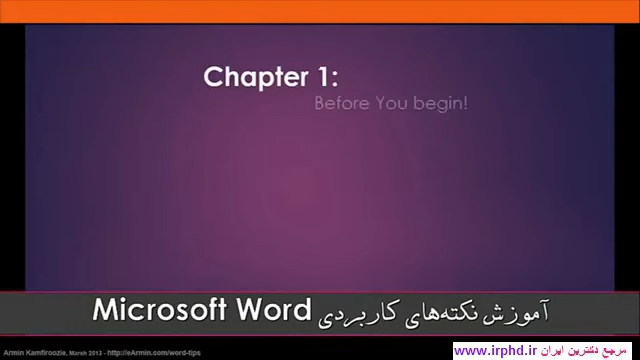 Chapter 1:
Before You begin!
آموزش نکته‌های کاربردی Microsoft Word
Armin Kamfiroozie, March 2013 - http://eArmin.com/word-tips
مرجع دکترین ایران www.irphd.ir